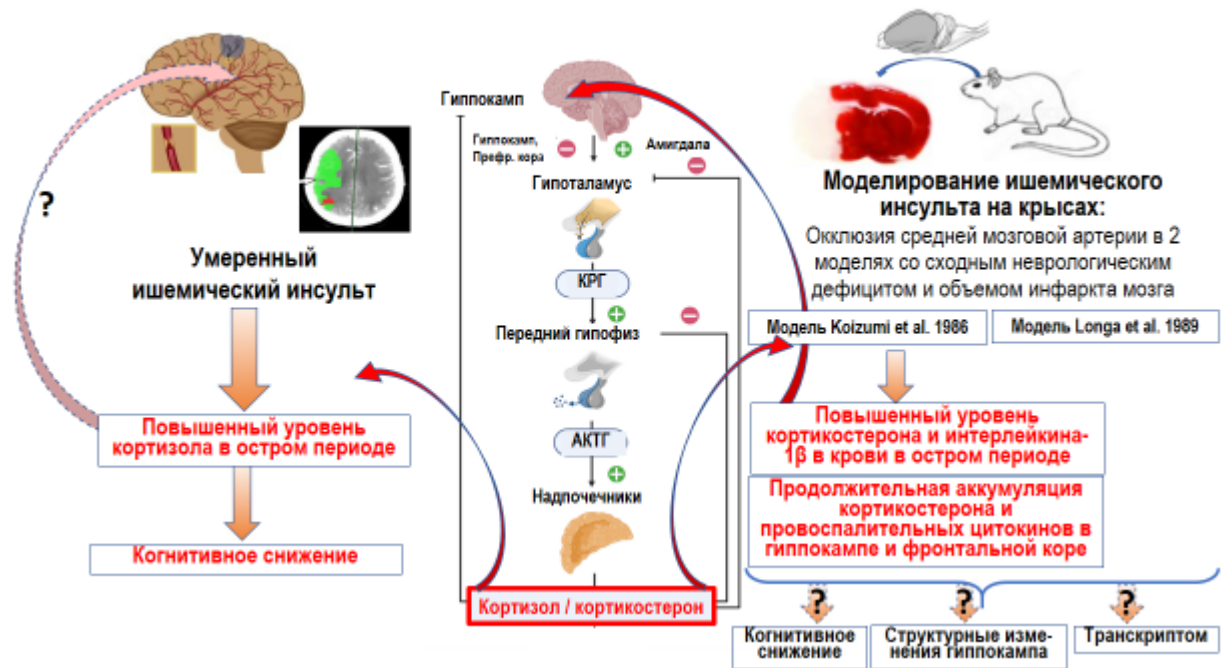 ?
Умеренный
ишемический инсульт
Повышенный уровень
кортизола в остром периоде
Когнитивное снижение
Гиппокамп
Гиппокамп,
Префр. кора
Амигдала
Гипоталамус
КРГ
Передний гипофиз
АКТГ
Надпочечники
Кортизол / кортикостерон
Моделирование ишемического
инсульта на крысах:
Окклюзия средней мозговой артерии в 2
моделях со сходным неврологическим
дефицитом и объемом инфаркта мозга
Модель Koizumi et al. 1986
Модель Longa et al. 1989
Повышенный уровень
кортикостерона и интерлейкина-
1β в крови в остром периоде
Продолжительная аккумуляция
кортикостерона и
провоспалительных цитокинов в
гиппокампе и фронтальной коре
? ? ?
Когнитивное
снижение
Структурные изме-
нения гиппокампа
Транскриптом